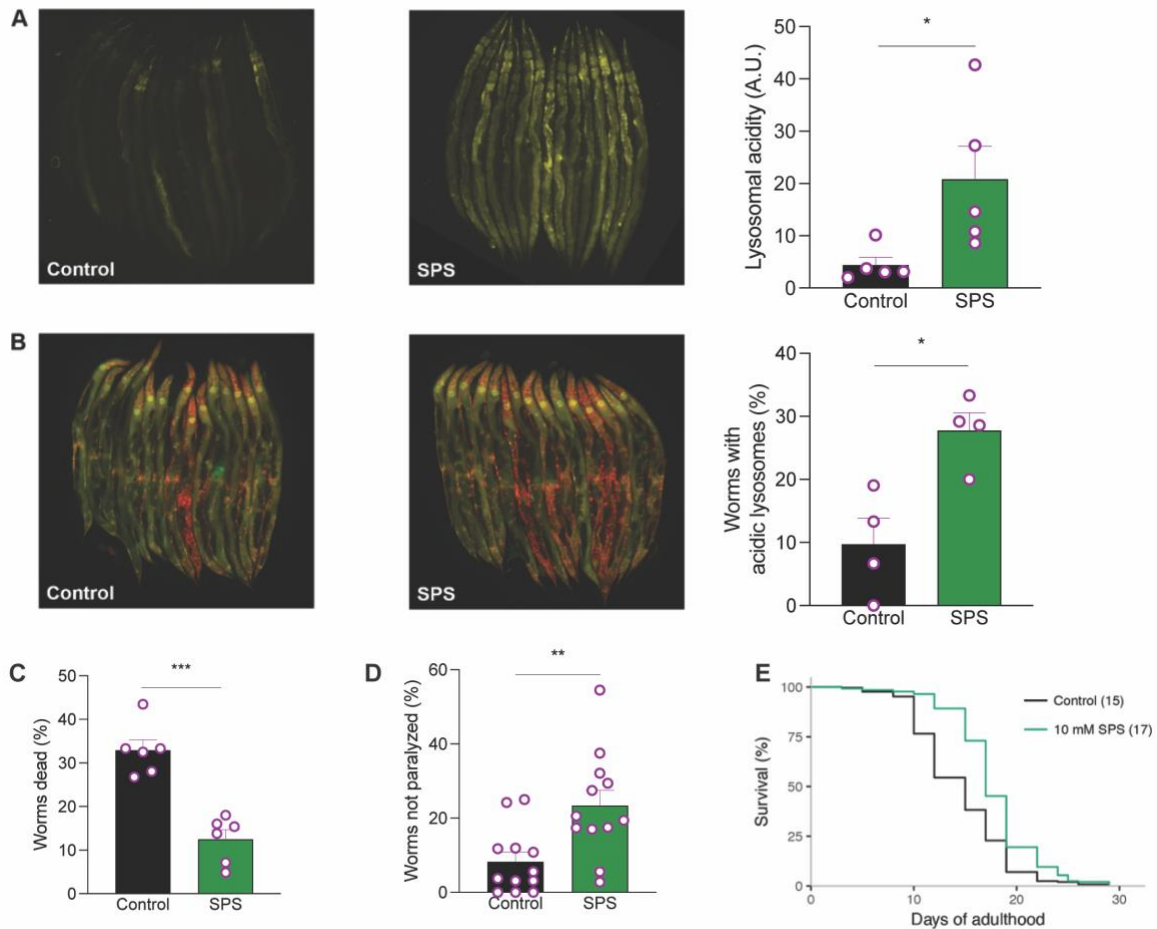 A
Control
SPS
Lysosomal acidity (A.U.)
50
40
30
20
10
0
*
Control SPS
B
Control
SPS
Worms with
acidic lysosomes (%)
40
30
20
10
0
*
Control SPS
C
Worms dead (%)
50
40
30
20
10
0
***
Control SPS
D
Worms not paralyzed (%)
60
40
20
0
**
Control SPS
E
Survival (%)
100
75
50
25
0
Control (15)
10 mM SPS (17)
0 10 20 30
Days of adulthood